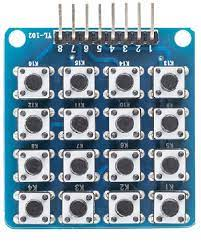 YL-102
8 7 6 5 4 3 2 1
K16 K15 K14 K13
K11 K10 K9
K8 K7 K6 K5
K4 K3 K2 K1